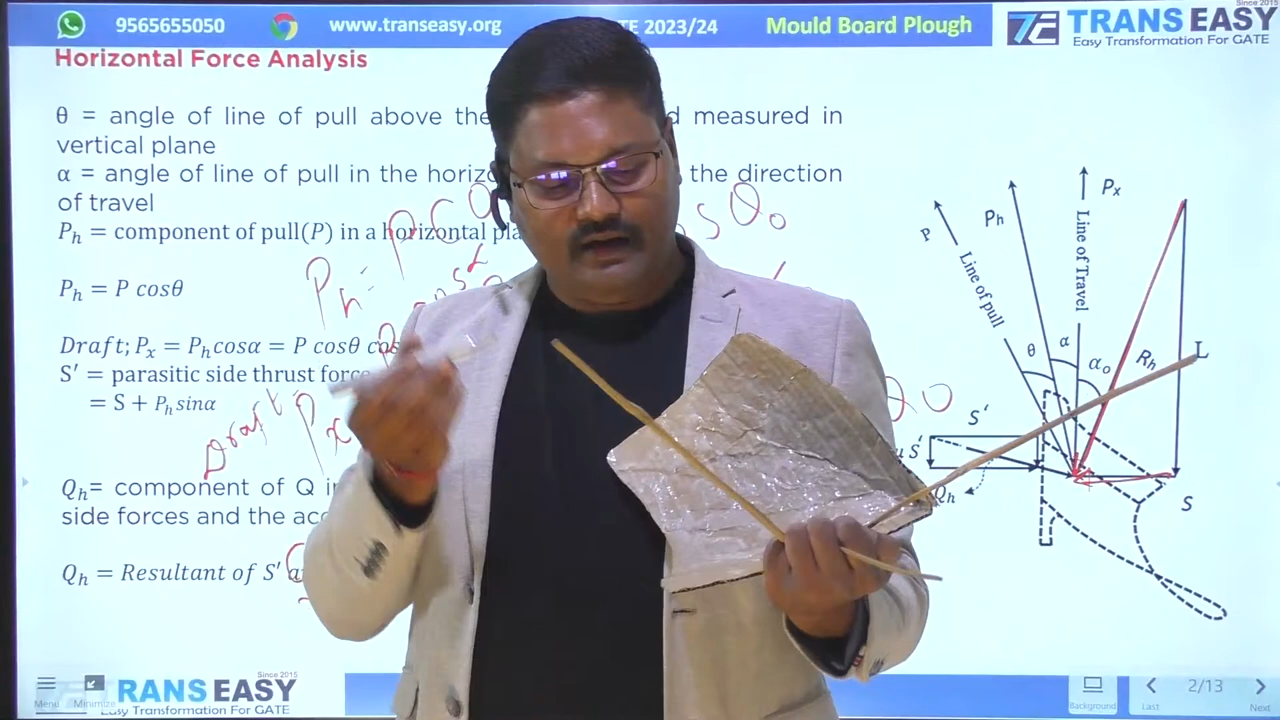 9565655050
www.transeasy.org
E 2023/24
Mould Board Plough
Since 2015
TRANS EASY
Easy Transformation For GATE
Horizontal Force Analysis
θ = angle of line of pull above the d measured in
vertical plane
α = angle of line of pull in the horiz the direction
of travel
P_h = component of pull(P) in a horizontal pla
P_h = P cosθ
Draft; P_x = P_h cosα = P cosθ cos
S′ = parasitic side thrust force
= S + P_h sinα
Draft P_x
Q_h= component of Q i
side forces and the acc
Q_h = Resultant of S′ a
P
Line of pull
P_h
Line of Travel
P_x
θ
α
α_o
R_h
L
S′
μ S′
Q_h
S
Since 2015
TRANS EASY
Easy Transformation For GATE
Menu
Minimize
Background
2/13
Last
Next